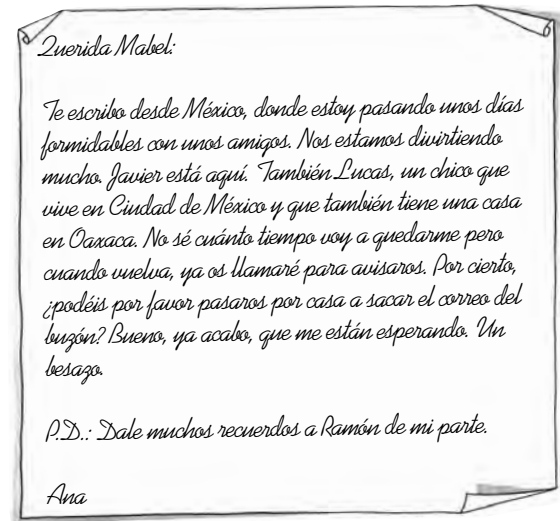 Querida Mabel:
Te escribo desde México, donde estoy pasando unos días
formidables con unos amigos. Nos estamos divirtiendo
mucho. Javier está aquí. También Lucas, un chico que
vive en Ciudad de México y que también tiene una casa
en Oaxaca. No sé cuánto tiempo voy a quedarme pero
cuando vuelva, ya os llamaré para avisaros. Por cierto,
¿podéis por favor pasaros por casa a sacar el correo del
buzón? Bueno, ya acabo, que me están esperando. Un
besazo.
P.D.: Dale muchos recuerdos a Ramón de mi parte.
Ana